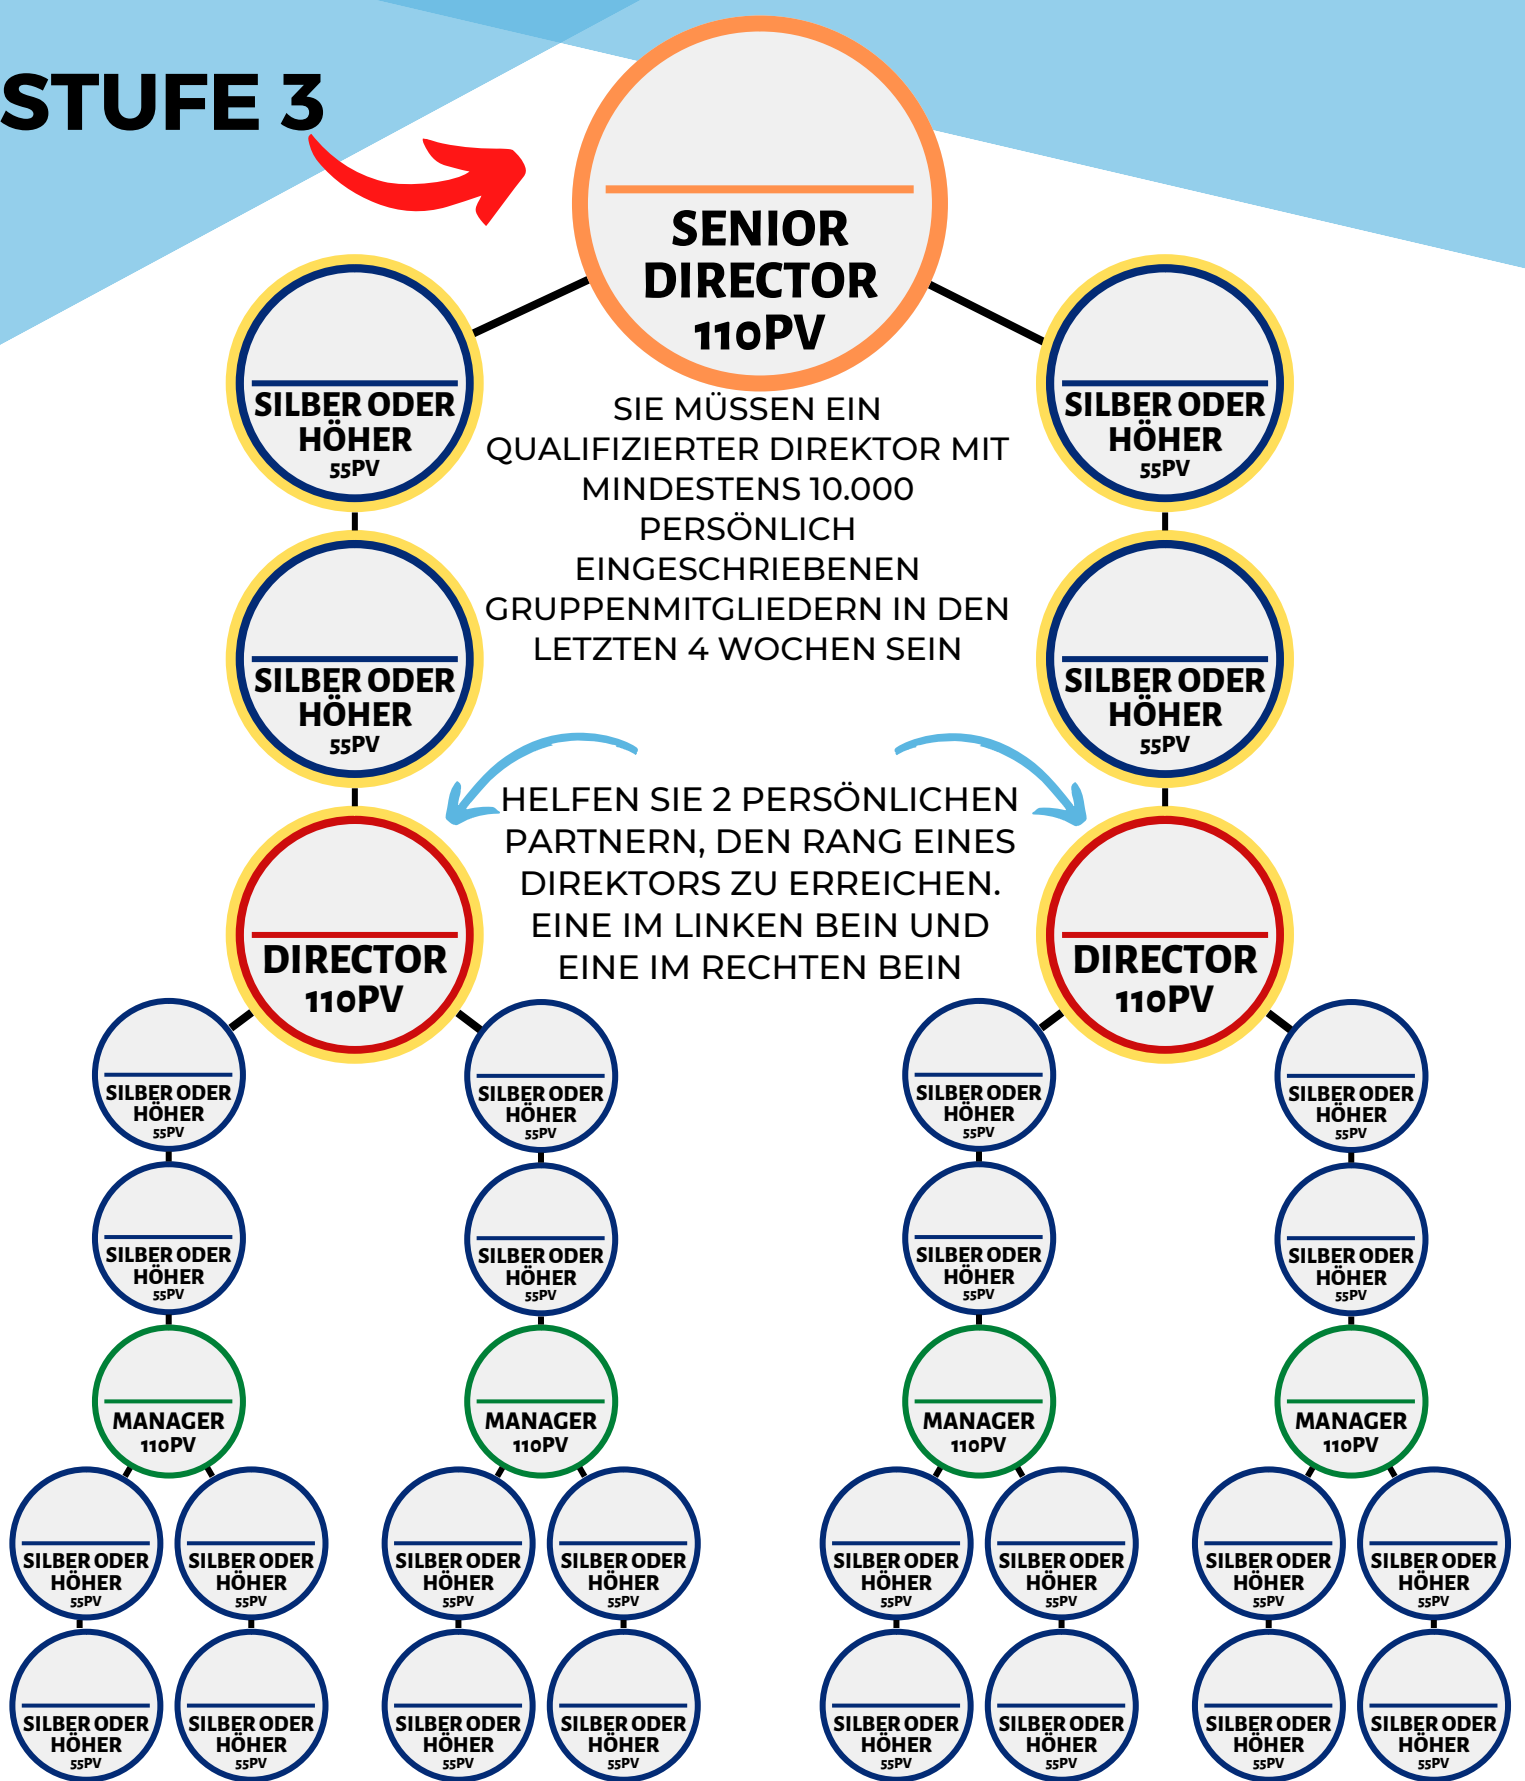 STUFE 3
SENIOR
DIRECTOR
110PV
SILBER ODER
HÖHER
55PV
SILBER ODER
HÖHER
55PV
SIE MÜSSEN EIN
QUALIFIZIERTER DIREKTOR MIT
MINDESTENS 10.000
PERSÖNLICH
EINGESCHRIEBENEN
GRUPPENMITGLIEDERN IN DEN
LETZTEN 4 WOCHEN SEIN
SILBER ODER
HÖHER
55PV
SILBER ODER
HÖHER
55PV
HELFEN SIE 2 PERSÖNLICHEN
PARTNERN, DEN RANG EINES
DIREKTORS ZU ERREICHEN.
EINE IM LINKEN BEIN UND
EINE IM RECHTEN BEIN
DIRECTOR
110PV
DIRECTOR
110PV
SILBER ODER
HÖHER
55PV
SILBER ODER
HÖHER
55PV
SILBER ODER
HÖHER
55PV
SILBER ODER
HÖHER
55PV
SILBER ODER
HÖHER
55PV
SILBER ODER
HÖHER
55PV
SILBER ODER
HÖHER
55PV
SILBER ODER
HÖHER
55PV
MANAGER
110PV
MANAGER
110PV
MANAGER
110PV
MANAGER
110PV
SILBER ODER
HÖHER
55PV
SILBER ODER
HÖHER
55PV
SILBER ODER
HÖHER
55PV
SILBER ODER
HÖHER
55PV
SILBER ODER
HÖHER
55PV
SILBER ODER
HÖHER
55PV
SILBER ODER
HÖHER
55PV
SILBER ODER
HÖHER
55PV
SILBER ODER
HÖHER
55PV
SILBER ODER
HÖHER
55PV
SILBER ODER
HÖHER
55PV
SILBER ODER
HÖHER
55PV
SILBER ODER
HÖHER
55PV
SILBER ODER
HÖHER
55PV
SILBER ODER
HÖHER
55PV
SILBER ODER
HÖHER
55PV